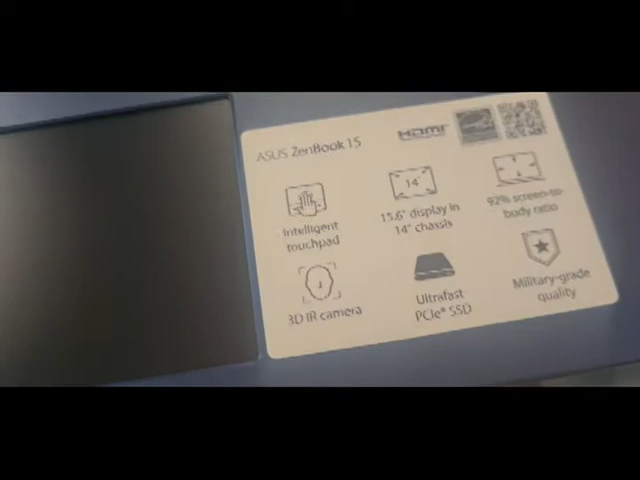 ASUS ZenBook 15
HDMI
14"
Intelligent
touchpad
15.6" display in
14" chassis
92% screen-to-
body ratio
3D IR camera
Ultrafast
PCIe® SSD
Military-grade
quality